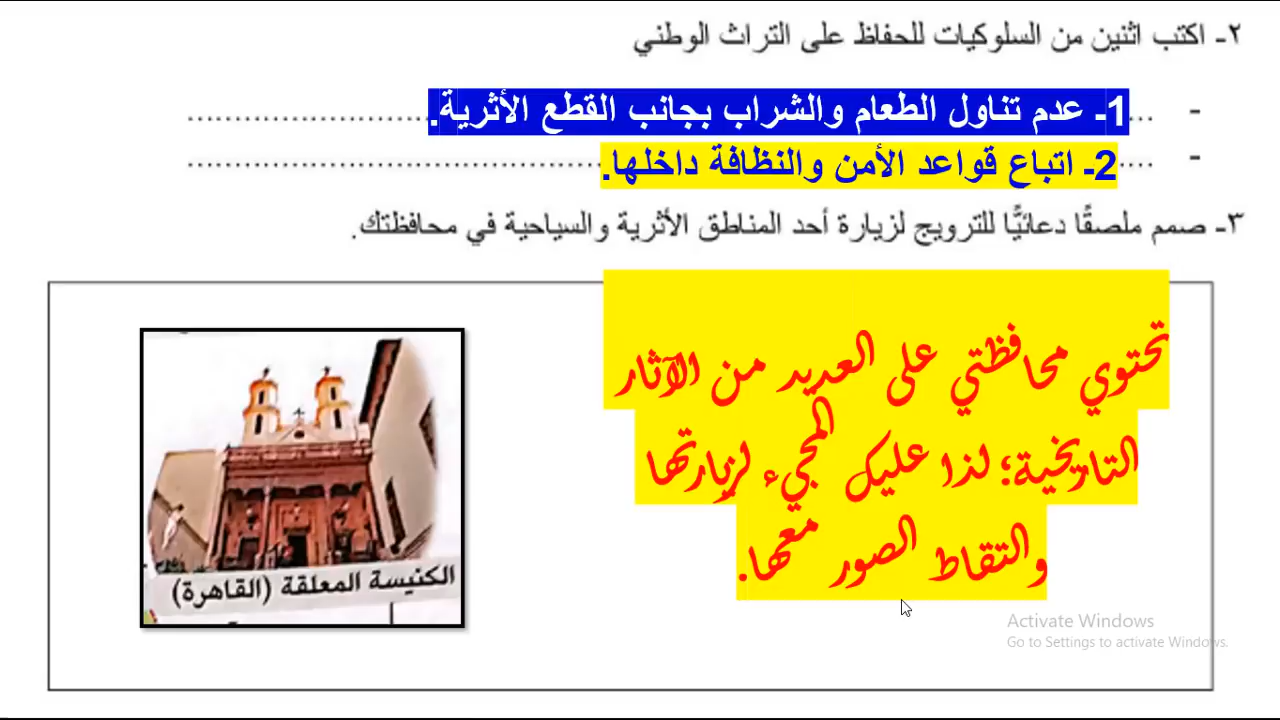 ٢- اكتب اثنين من السلوكيات للحفاظ على التراث الوطني
- 1- عدم تناول الطعام والشراب بجانب القطع الأثرية.
- 2- اتباع قواعد الأمن والنظافة داخلها.
٣- صمم ملصقًا دعائيًّا للترويج لزيارة أحد المناطق الأثرية والسياحية في محافظتك.
تحتوي محافظتي على العديد من الآثار
التاريخية؛ لذا عليك المجيء لزيارتها
والتقاط الصور معها.
الكنيسة المعلقة (القاهرة)
Activate Windows
Go to Settings to activate Windows.